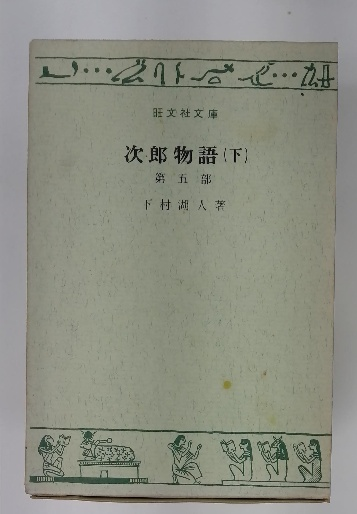 旺文社文庫
次郎物語(下)
第五部
下村湖人著